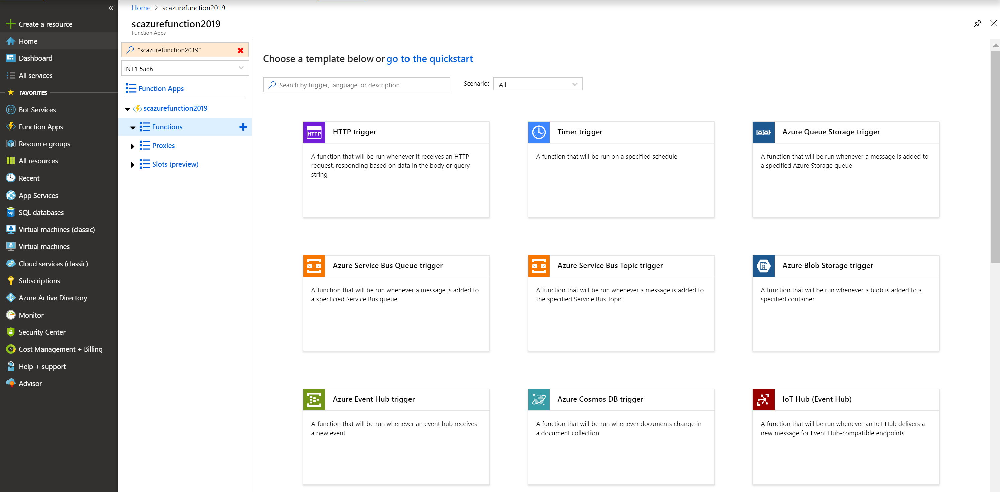 «
Create a resource
Home
Dashboard
All services
FAVORITES
Bot Services
Function Apps
Resource groups
All resources
Recent
App Services
SQL
SQL databases
Virtual machines (classic)
Virtual machines
Cloud services (classic)
Subscriptions
Azure Active Directory
Monitor
Security Center
Cost Management + Billing
Help + support
Advisor
Home > scazurefunction2019
scazurefunction2019
Function Apps
"scazurefunction2019"
INT1 5a86
Function Apps
scazurefunction2019
Functions
Proxies
Slots (preview)
Choose a template below or go to the quickstart
Search by trigger, language, or description
Scenario: All
HTTP
HTTP trigger
A function that will be run whenever it receives an HTTP
request, responding based on data in the body or query
string
Timer trigger
A function that will be run on a specified schedule
Azure Queue Storage trigger
A function that will be run whenever a message is added to
a specified Azure Storage queue
Azure Service Bus Queue trigger
A function that will be run whenever a message is added to
a specficied Service Bus queue
Azure Service Bus Topic trigger
A function that will be run whenever a message is added to
the specified Service Bus Topic
10
01
Azure Blob Storage trigger
A function that will be run whenever a blob is added to a
specified container
Azure Event Hub trigger
A function that will be run whenever an event hub receives
a new event
Azure Cosmos DB trigger
A function that will be run whenever documents change in
a document collection
IoT Hub (Event Hub)
A function that will be run whenever an IoT Hub delivers a
new message for Event Hub-compatible endpoints